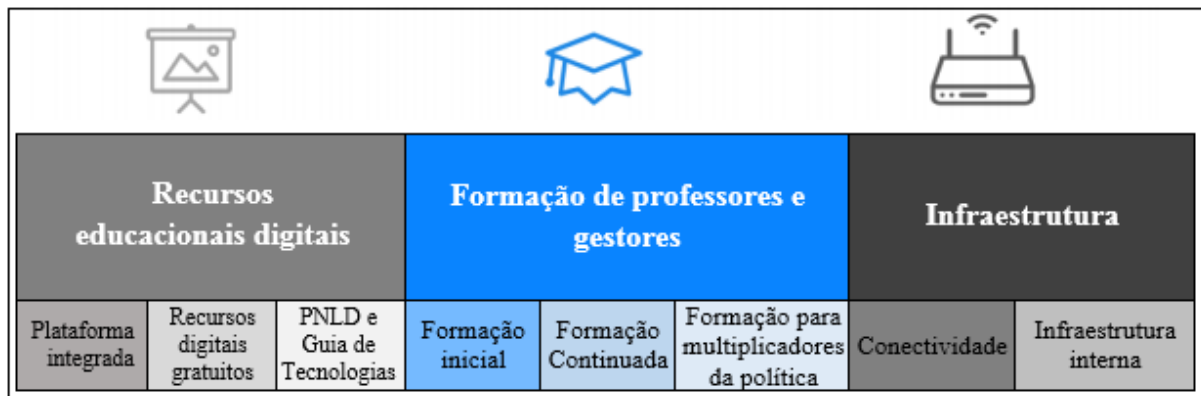 Recursos
educacionais digitais
Formação de professores e
gestores
Infraestrutura
Plataforma
integrada
Recursos
digitais
gratuitos
PNLD e
Guia de
Tecnologias
Formação
inicial
Formação
Continuada
Formação para
multiplicadores
da política
Conectividade
Infraestrutura
interna